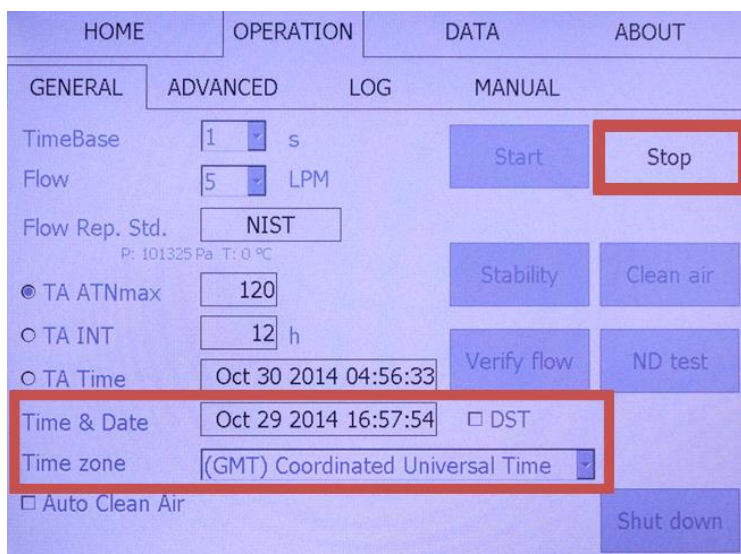 HOME OPERATION DATA ABOUT
GENERAL ADVANCED LOG MANUAL
TimeBase 1 s Start Stop
Flow 5 LPM
Flow Rep. Std. NIST
P: 101325 Pa T: 0 ºC
TA ATNmax 120 Stability Clean air
TA INT 12 h
TA Time Oct 30 2014 04:56:33 Verify flow ND test
Time & Date Oct 29 2014 16:57:54 DST
Time zone (GMT) Coordinated Universal Time
Auto Clean Air Shut down